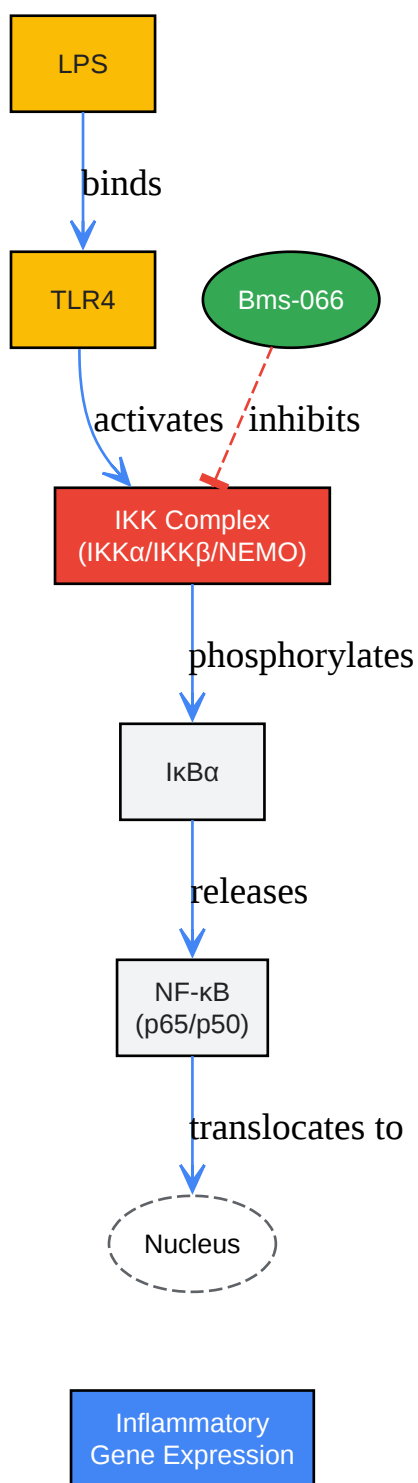 LPS
binds
TLR4
Bms-066
activates
inhibits
IKK Complex
(IKKα/IKKβ/NEMO)
phosphorylates
IκBα
releases
NF-κB
(p65/p50)
translocates to
Nucleus
Inflammatory
Gene Expression